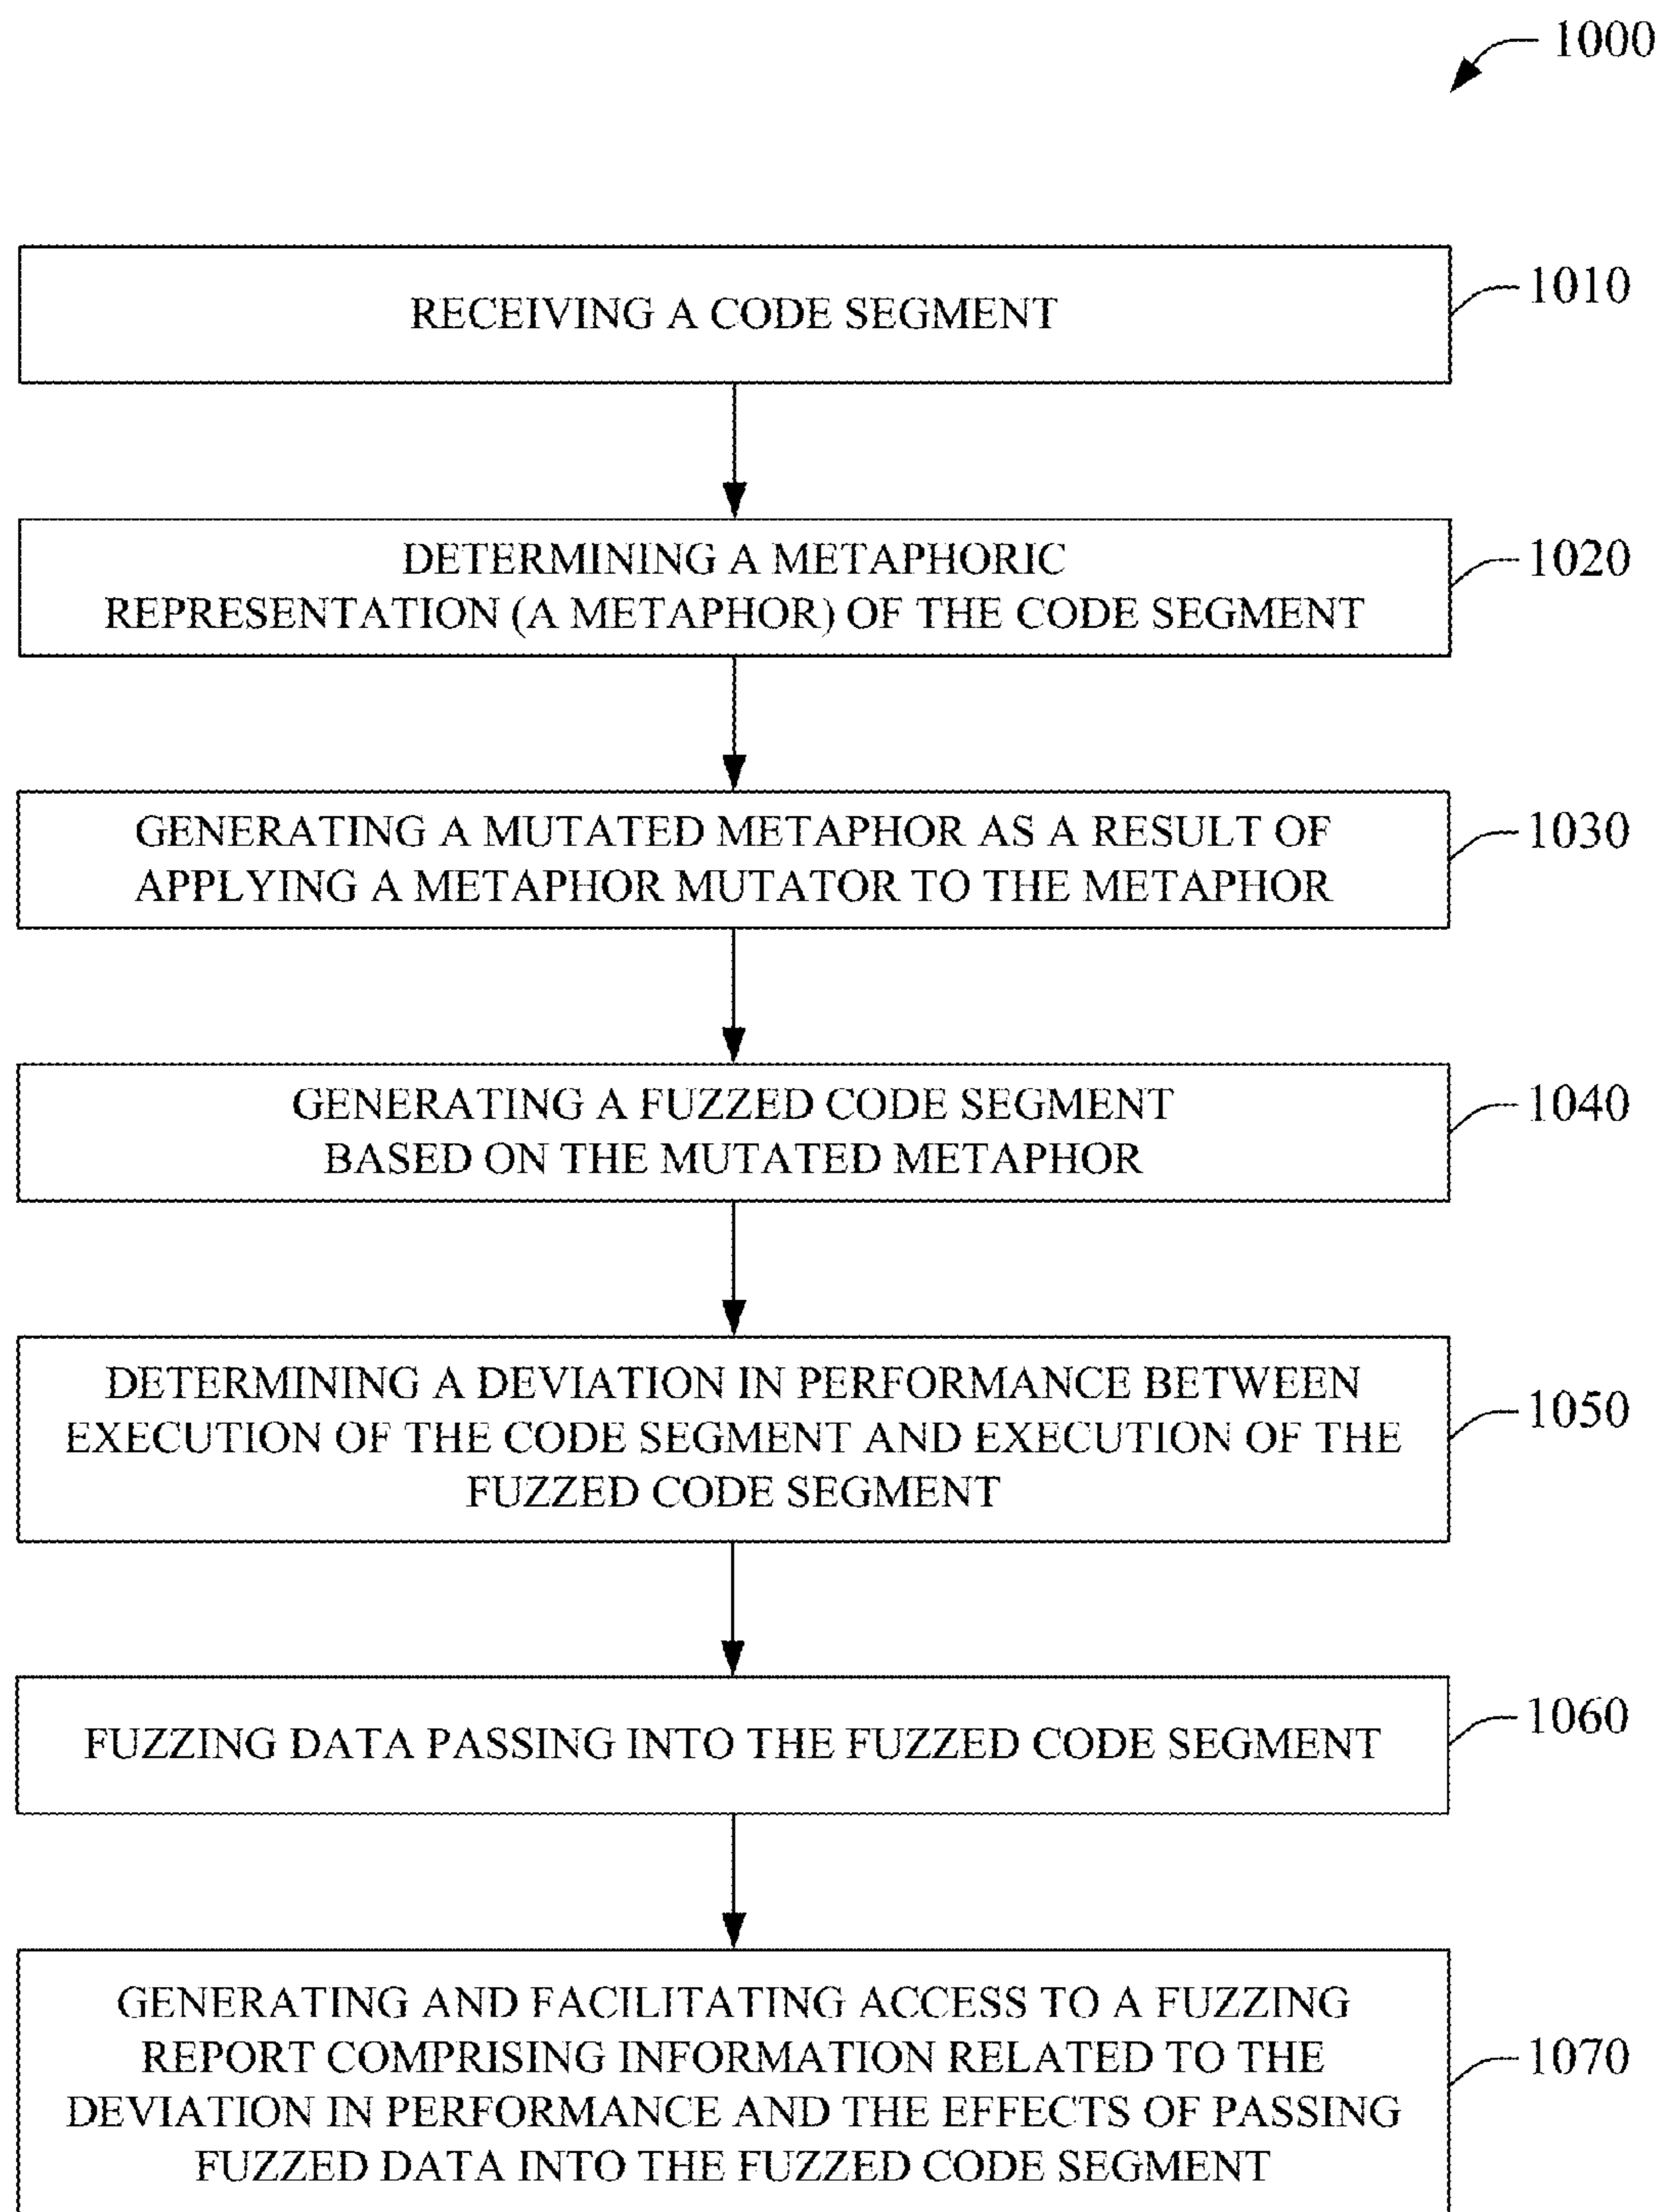 1000
RECEIVING A CODE SEGMENT
1010
DETERMINING A METAPHORIC
REPRESENTATION (A METAPHOR) OF THE CODE SEGMENT
1020
GENERATING A MUTATED METAPHOR AS A RESULT OF
APPLYING A METAPHOR MUTATOR TO THE METAPHOR
1030
GENERATING A FUZZED CODE SEGMENT
BASED ON THE MUTATED METAPHOR
1040
DETERMINING A DEVIATION IN PERFORMANCE BETWEEN
EXECUTION OF THE CODE SEGMENT AND EXECUTION OF THE
FUZZED CODE SEGMENT
1050
FUZZING DATA PASSING INTO THE FUZZED CODE SEGMENT
1060
GENERATING AND FACILITATING ACCESS TO A FUZZING
REPORT COMPRISING INFORMATION RELATED TO THE
DEVIATION IN PERFORMANCE AND THE EFFECTS OF PASSING
FUZZED DATA INTO THE FUZZED CODE SEGMENT
1070